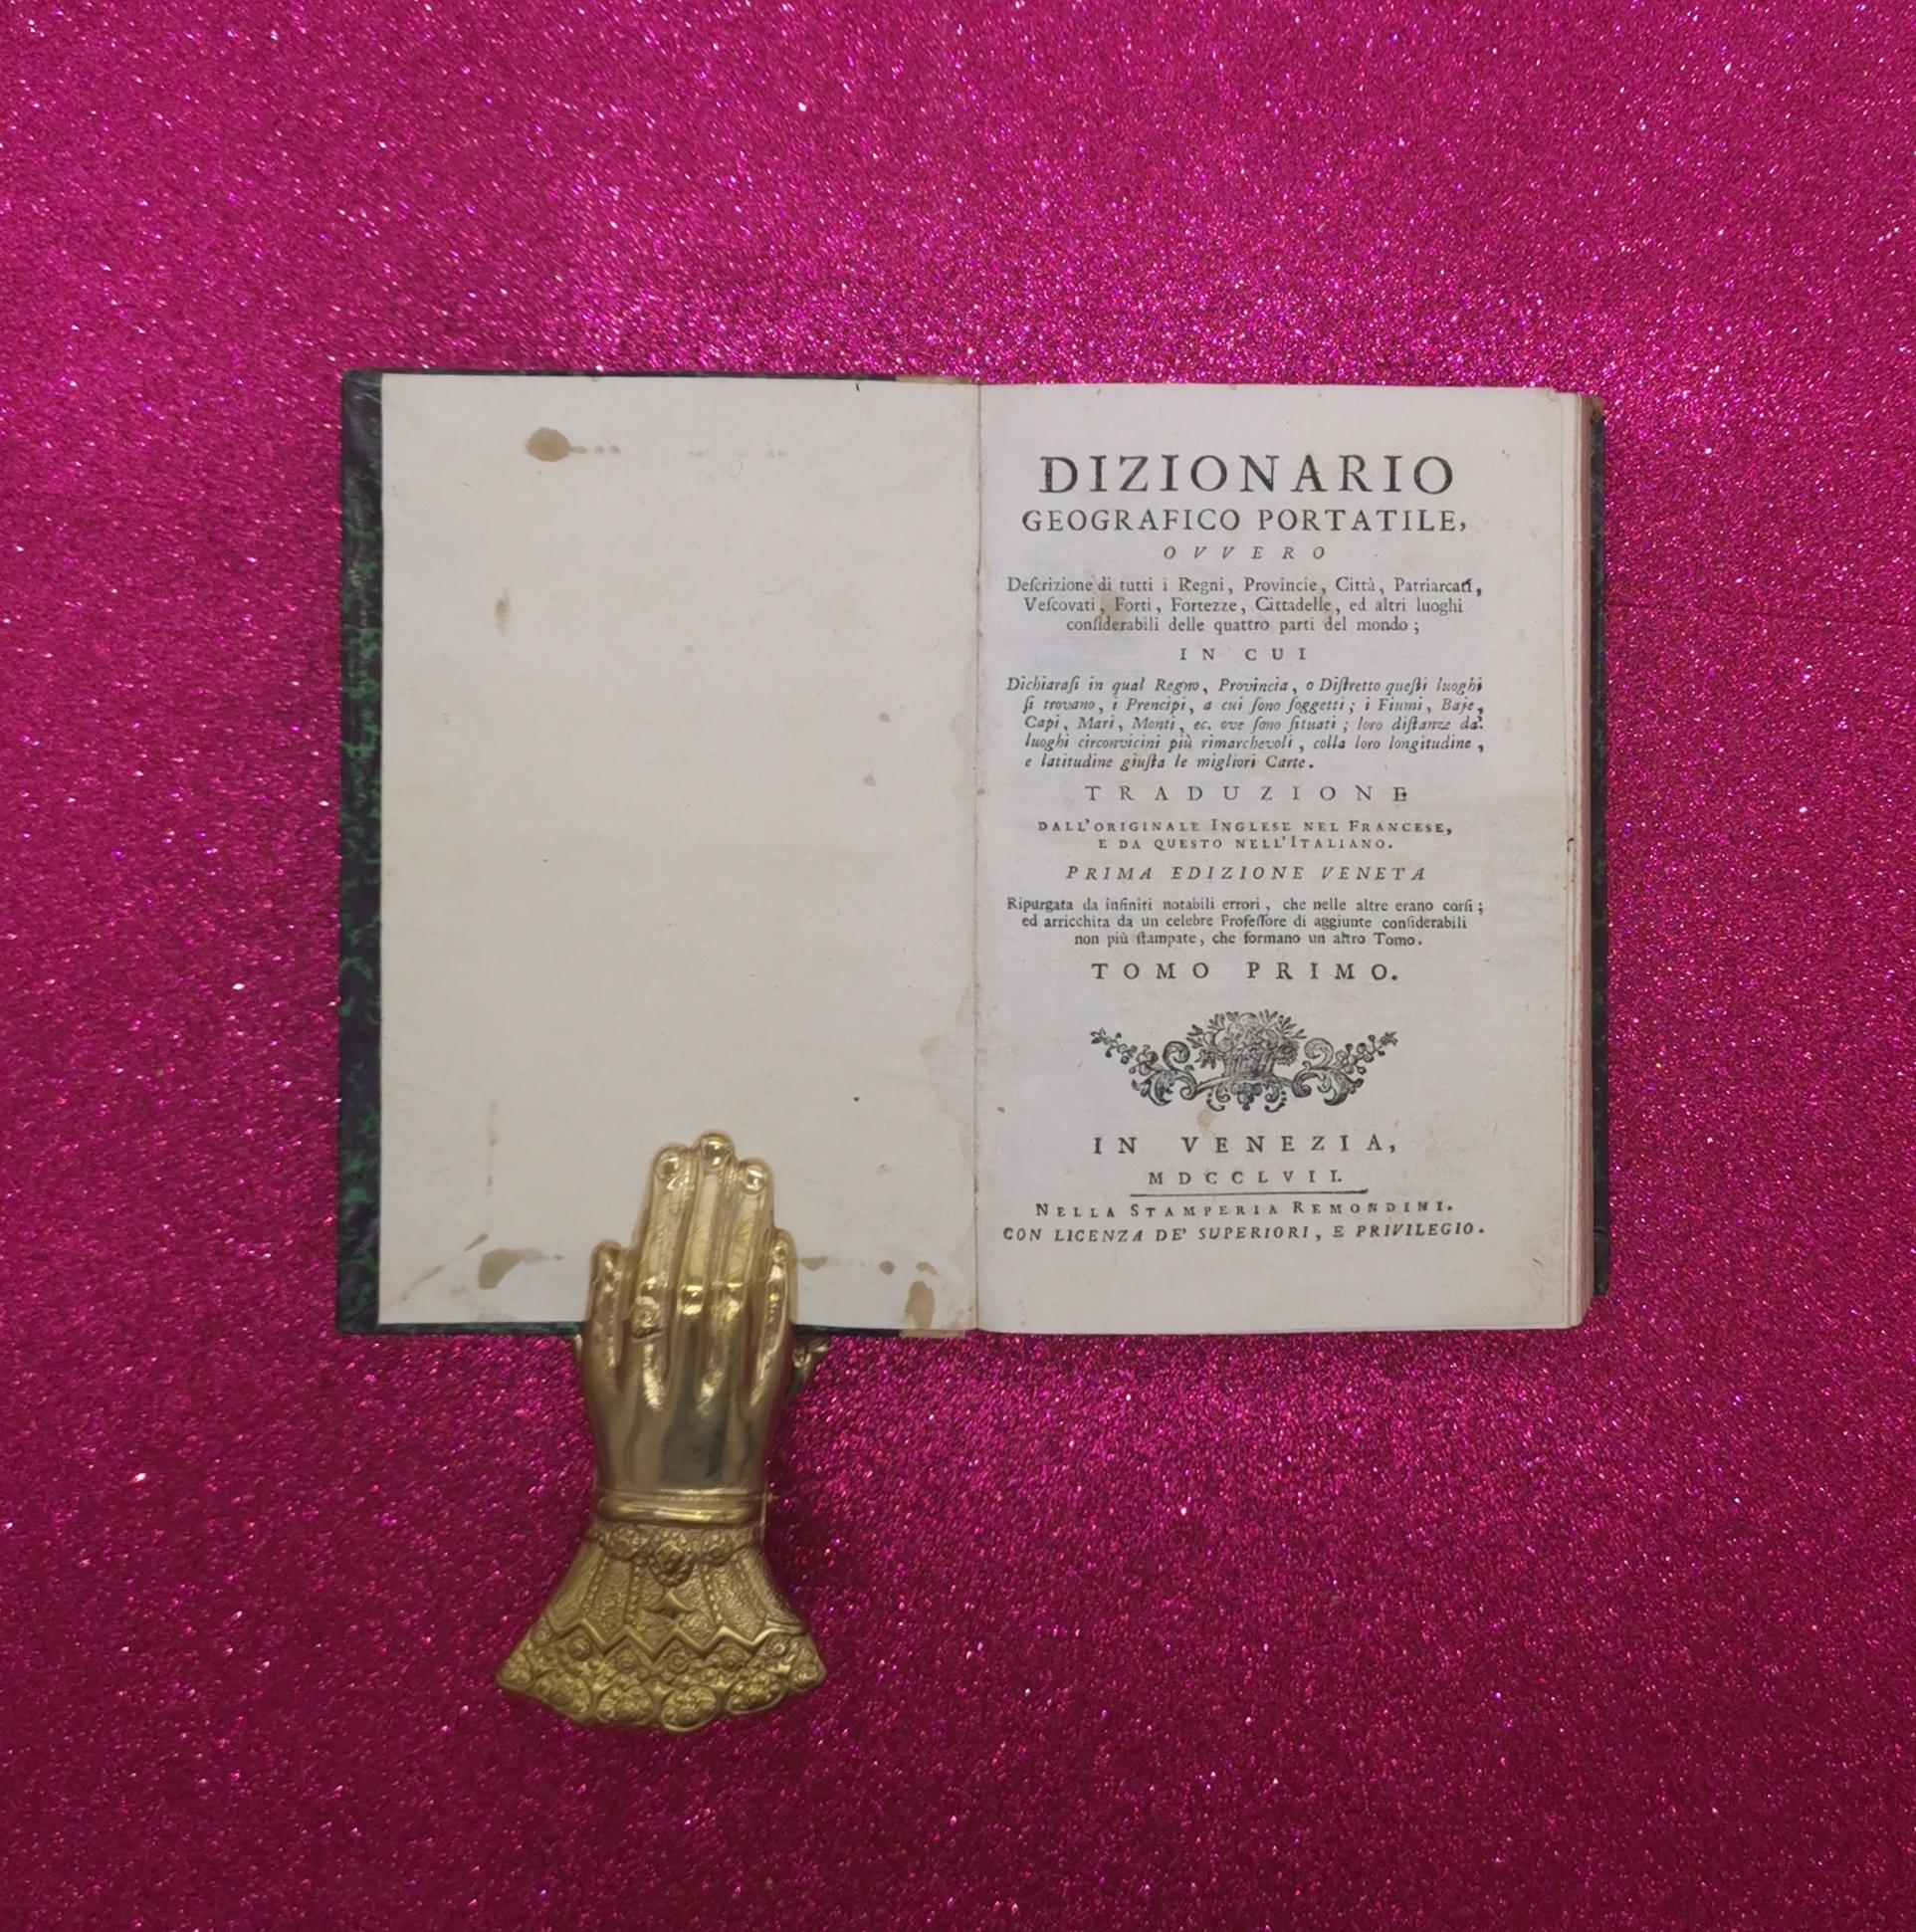 DIZIONARIO
GEOGRAFICO PORTATILE,
OVVERO
Deſcrizione di tutti i Regni, Provincie, Città, Patriarcati,
Veſcovati, Forti, Fortezze, Cittadelle, ed altri luoghi
conſiderabili delle quattro parti del mondo;
IN CUI
Dichiaraſi in qual Regno, Provincia, o Diſtretto queſti luoghi
ſi trovano, i Prencipi, a cui ſono ſoggetti; i Fiumi, Baje,
Capi, Mari, Monti, ec. ove ſono ſituati; loro diſtanze da'
luoghi circonvicini più rimarchevoli, colla loro longitudine,
e latitudine giuſta le migliori Carte.
TRADUZIONE
DALL'ORIGINALE INGLESE NEL FRANCESE,
E DA QUESTO NELL'ITALIANO.
PRIMA EDIZIONE VENETA
Ripurgata da infiniti notabili errori, che nelle altre erano corſi;
ed arricchita da un celebre Profeſſore di aggiunte conſiderabili
non più ſtampate, che formano un altro Tomo.
TOMO PRIMO.
IN VENEZIA,
MDCCLVII.
NELLA STAMPERIA REMONDINI.
CON LICENZA DE' SUPERIORI, E PRIVILEGIO.